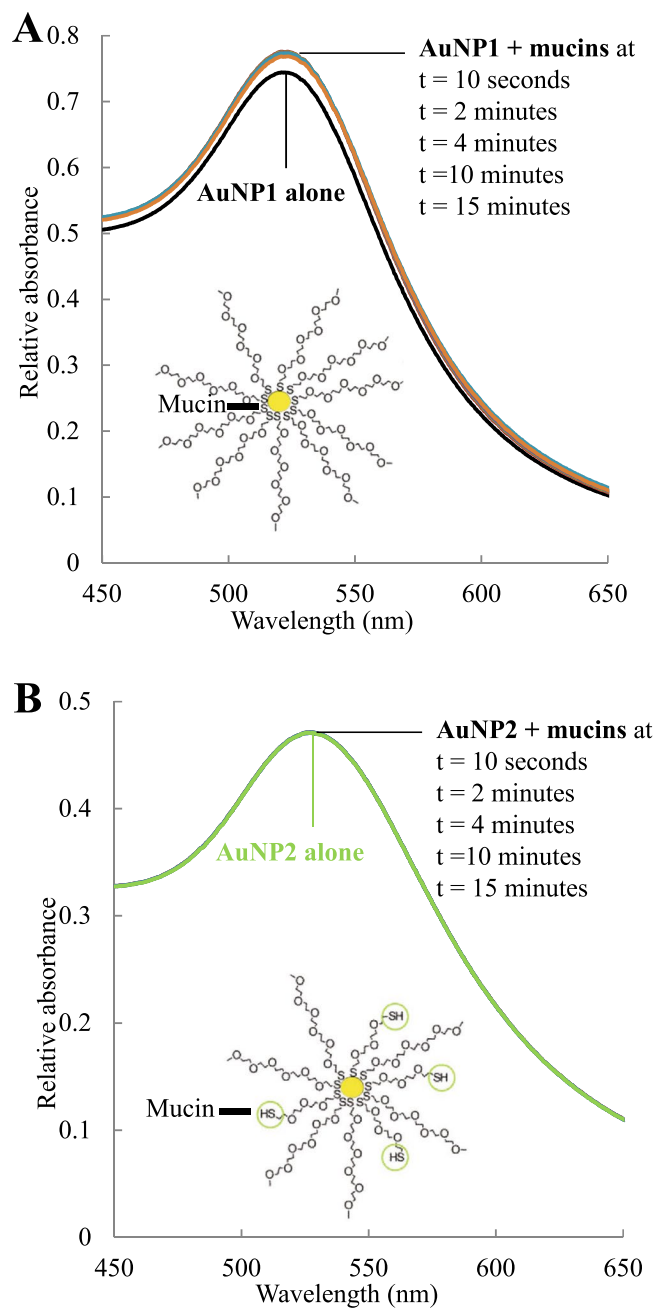 A
0.8
0.7
0.6
0.5
0.4
0.3
0.2
0.1
0
Relative absorbance
AuNP1 + mucins at
t = 10 seconds
t = 2 minutes
t = 4 minutes
t =10 minutes
t = 15 minutes
AuNP1 alone
Mucin
450 500 550 600 650
Wavelength (nm)
B
0.5
0.4
0.3
0.2
0.1
0
Relative absorbance
AuNP2 + mucins at
t = 10 seconds
t = 2 minutes
t = 4 minutes
t =10 minutes
t = 15 minutes
AuNP2 alone
SH
SH
Mucin
HS
HS
450 500 550 600 650
Wavelength (nm)